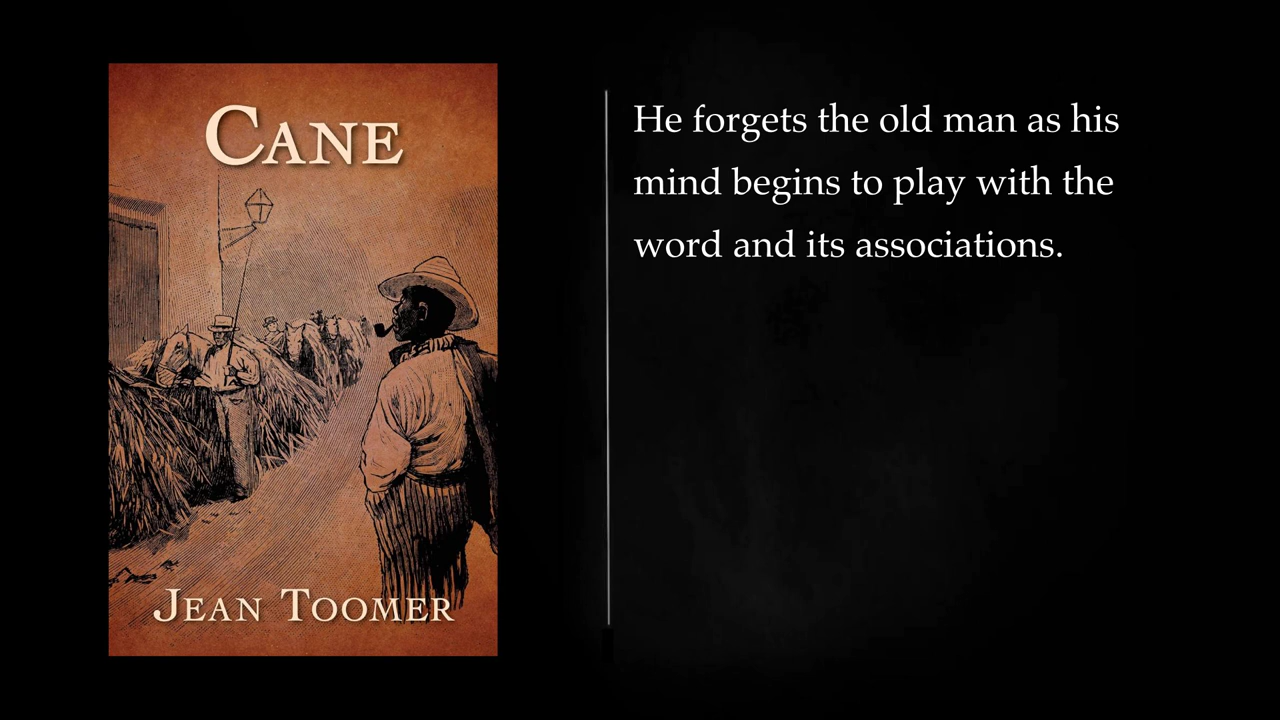 CANE
JEAN TOOMER
He forgets the old man as his
mind begins to play with the
word and its associations.